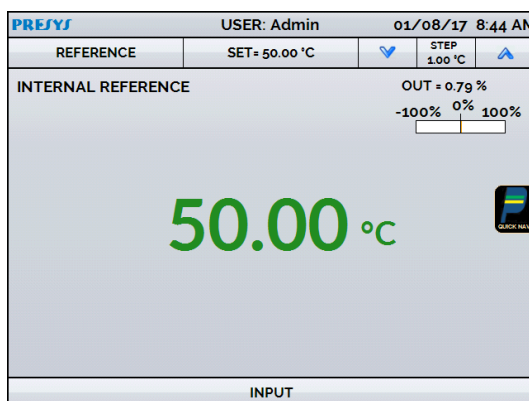 PRESYS USER: Admin 01/08/17 8:44 AM
REFERENCE SET= 50.00 °C STEP
1.00 °C
INTERNAL REFERENCE OUT = 0.79 %
-100% 0% 100%
50.00 °C
QUICK NAV
INPUT